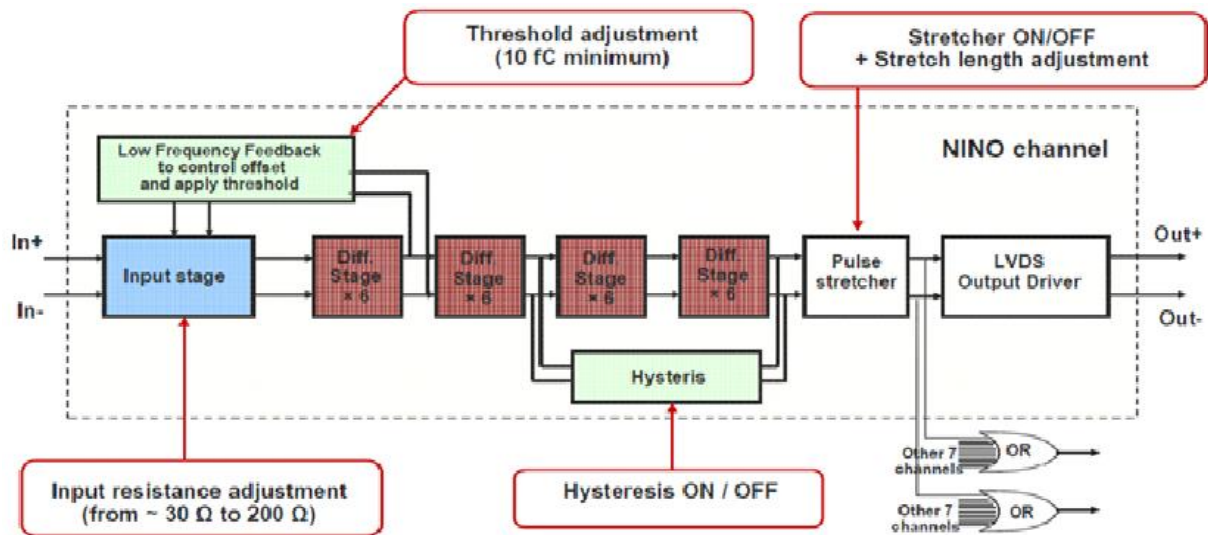 Threshold adjustment
(10 fC minimum)
Stretcher ON/OFF
+ Stretch length adjustment
Low Frequency Feedback
to control offset
and apply threshold
NINO channel
In+
In-
Input stage
Diff.
Stage
× 6
Diff.
Stage
× 6
Diff.
Stage
× 6
Diff.
Stage
× 6
Pulse
stretcher
LVDS
Output Driver
Out+
Out-
Hysteris
Input resistance adjustment
(from ~ 30 Ω to 200 Ω)
Hysteresis ON / OFF
Other 7
channels
OR
Other 7
channels
OR